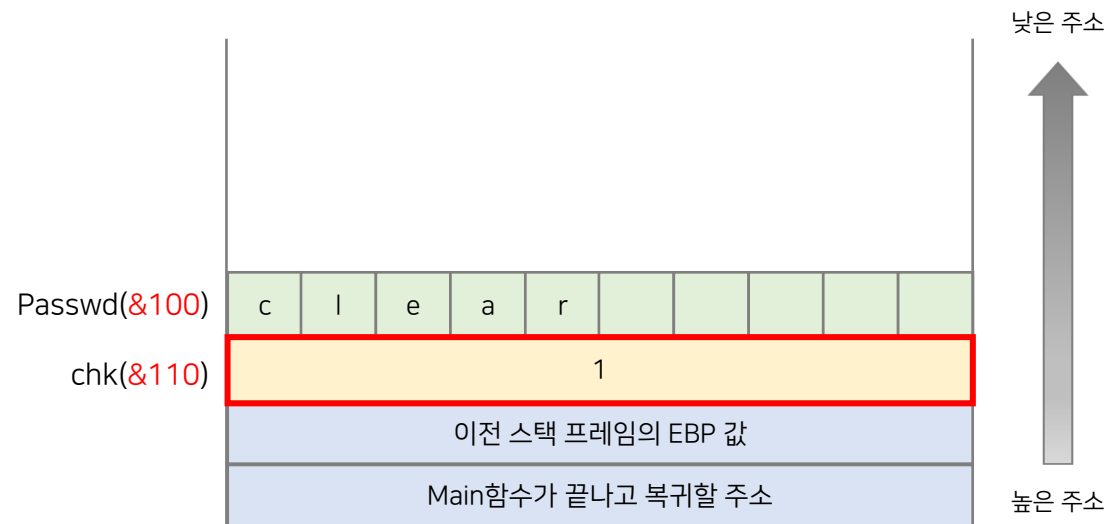 낮은 주소
Passwd(&100) c l e a r
chk(&110) 1
이전 스택 프레임의 EBP 값
Main함수가 끝나고 복귀할 주소
높은 주소